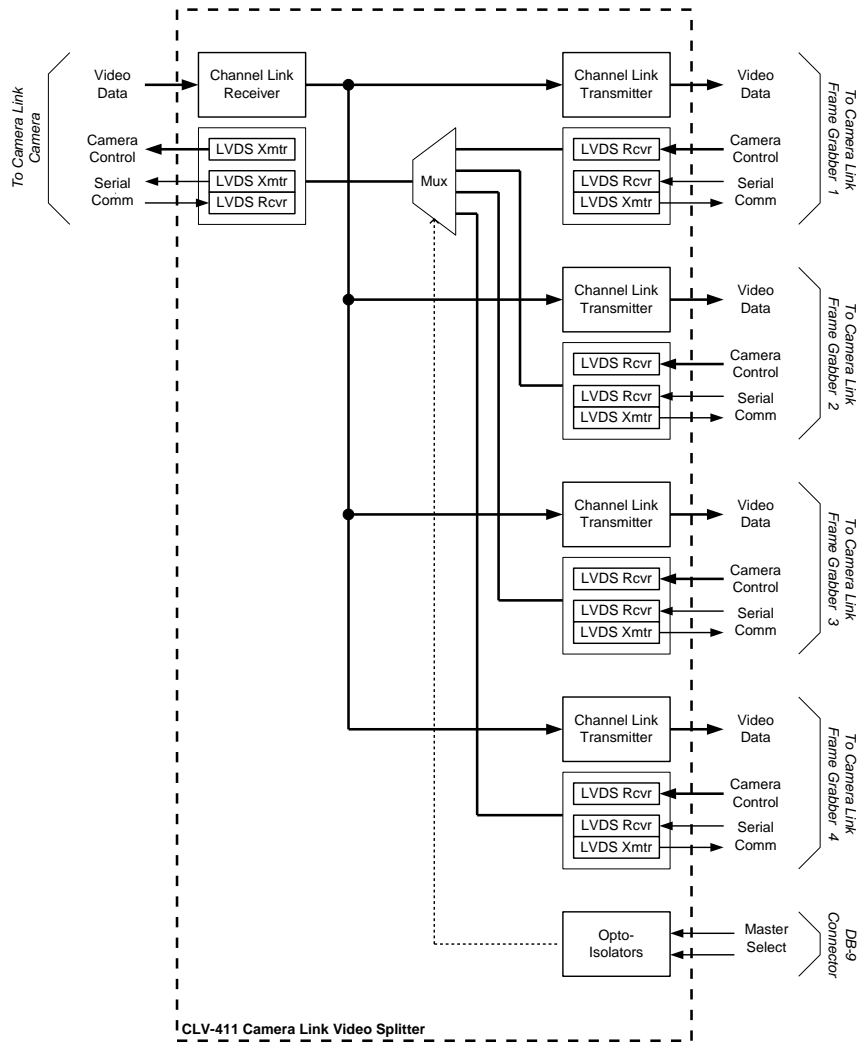 To Camera Link
Camera
Video
Data
Camera
Control
Serial
Comm
Channel Link
Receiver
LVDS Xmtr
LVDS Xmtr
LVDS Rcvr
Mux
Channel Link
Transmitter
LVDS Rcvr
LVDS Rcvr
LVDS Xmtr
Video
Data
Camera
Control
Serial
Comm
To Camera Link
Frame Grabber 1
Channel Link
Transmitter
LVDS Rcvr
LVDS Rcvr
LVDS Xmtr
Video
Data
Camera
Control
Serial
Comm
To Camera Link
Frame Grabber 2
Channel Link
Transmitter
LVDS Rcvr
LVDS Rcvr
LVDS Xmtr
Video
Data
Camera
Control
Serial
Comm
To Camera Link
Frame Grabber 3
Channel Link
Transmitter
LVDS Rcvr
LVDS Rcvr
LVDS Xmtr
Video
Data
Camera
Control
Serial
Comm
To Camera Link
Frame Grabber 4
Opto-
Isolators
Master
Select
DB-9
Connector
CLV-411 Camera Link Video Splitter